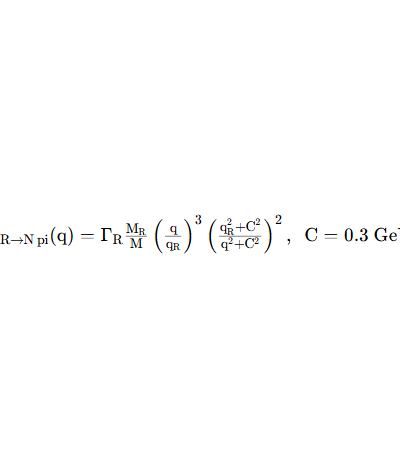 R→N pi(q) = Γ_R M_R/M (q/q_R)^3 (q_R^2+C^2/q^2+C^2)^2 , C = 0.3 Ge